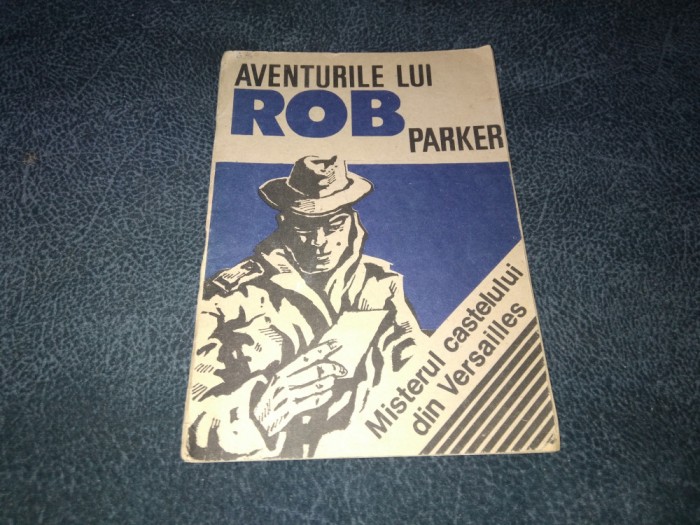 AVENTURILE LUI
ROB
PARKER
Misterul castelului
din Versailles